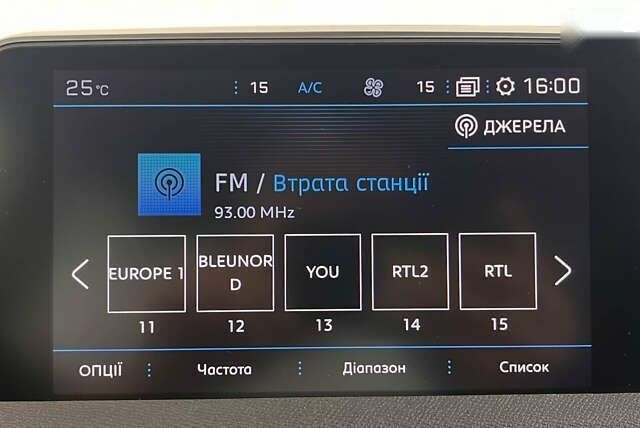 25°C 15 A/C 15 16:00
ДЖЕРЕЛА
FM / Втрата станції
93.00 MHz
EUROPE 1 BLEUNOR D YOU RTL2 RTL
11 12 13 14 15
ОПЦІЇ Частота Діапазон Список